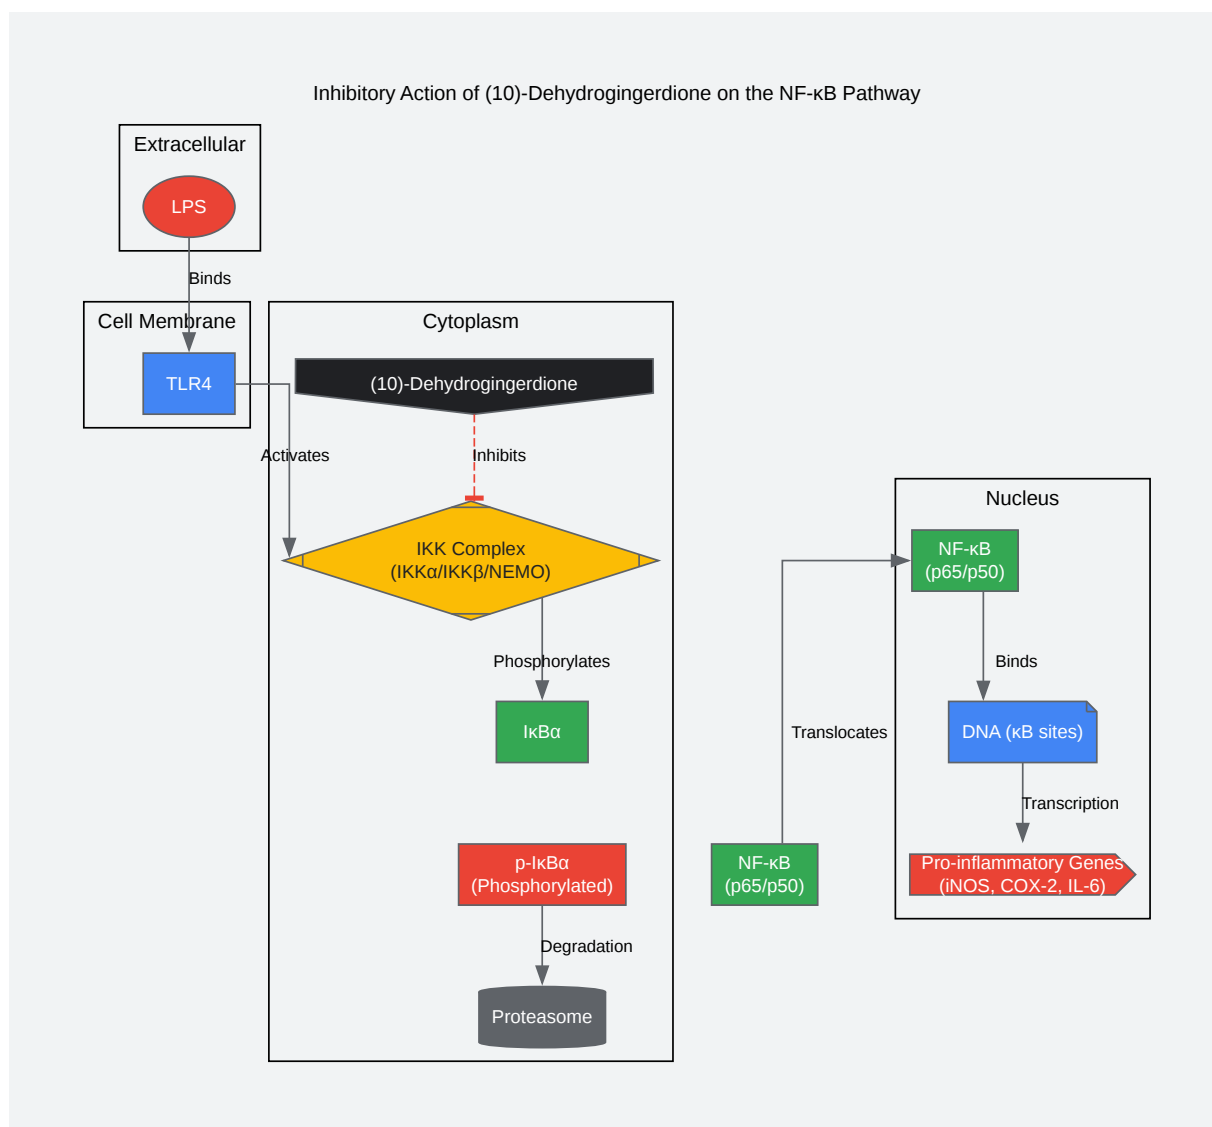 Inhibitory Action of (10)-Dehydrogingerdione on the NF-κB Pathway
Extracellular
LPS
Binds
Cell Membrane
TLR4
Activates
Cytoplasm
(10)-Dehydrogingerdione
Inhibits
IKK Complex
(IKKα/IKKβ/NEMO)
Phosphorylates
IκBα
p-IκBα
(Phosphorylated)
Degradation
Proteasome
NF-κB
(p65/p50)
Translocates
Nucleus
NF-κB
(p65/p50)
Binds
DNA (κB sites)
Transcription
Pro-inflammatory Genes
(iNOS, COX-2, IL-6)